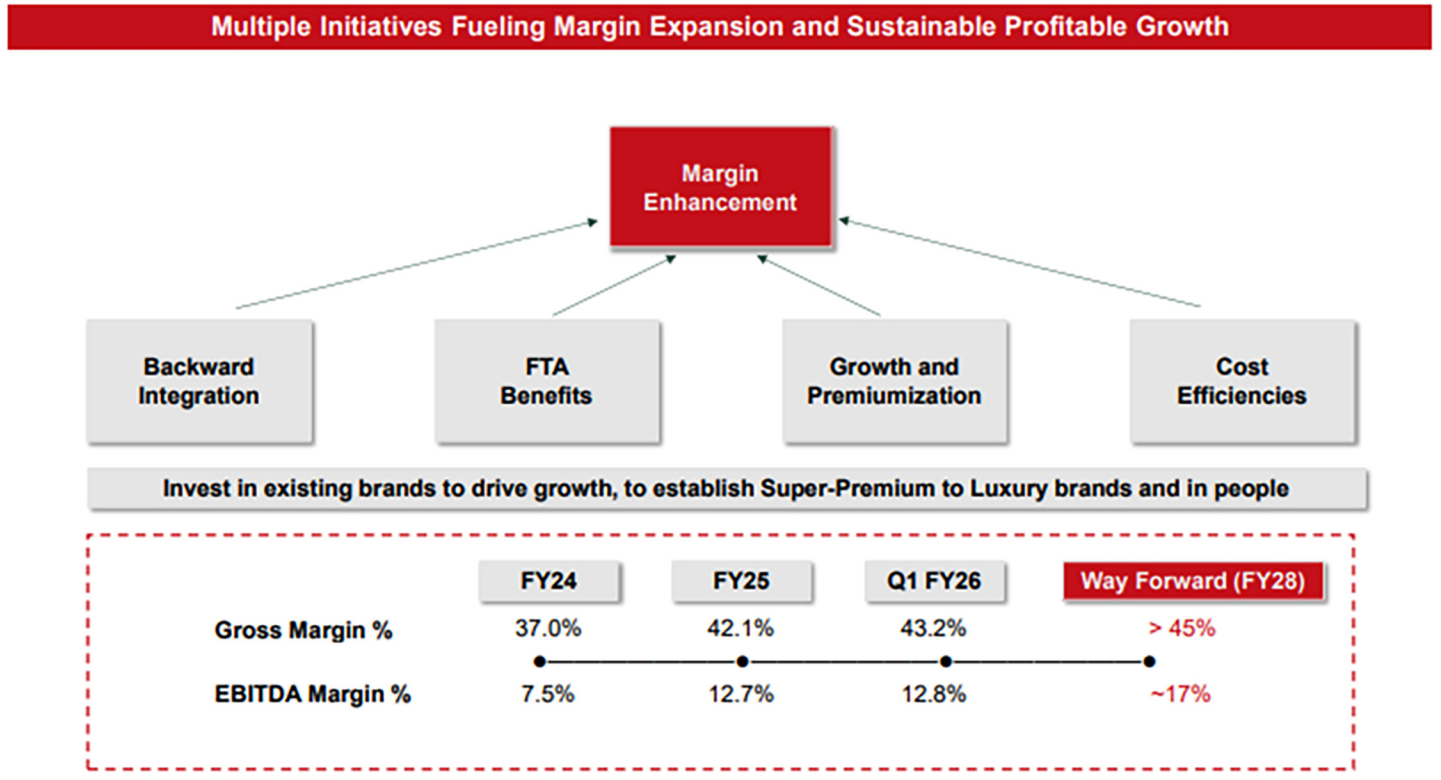 Multiple Initiatives Fueling Margin Expansion and Sustainable Profitable Growth
Margin
Enhancement
Backward
Integration
FTA
Benefits
Growth and
Premiumization
Cost
Efficiencies
Invest in existing brands to drive growth, to establish Super-Premium to Luxury brands and in people
FY24 FY25 Q1 FY26 Way Forward (FY28)
Gross Margin % 37.0% 42.1% 43.2% > 45%
EBITDA Margin % 7.5% 12.7% 12.8% ~17%